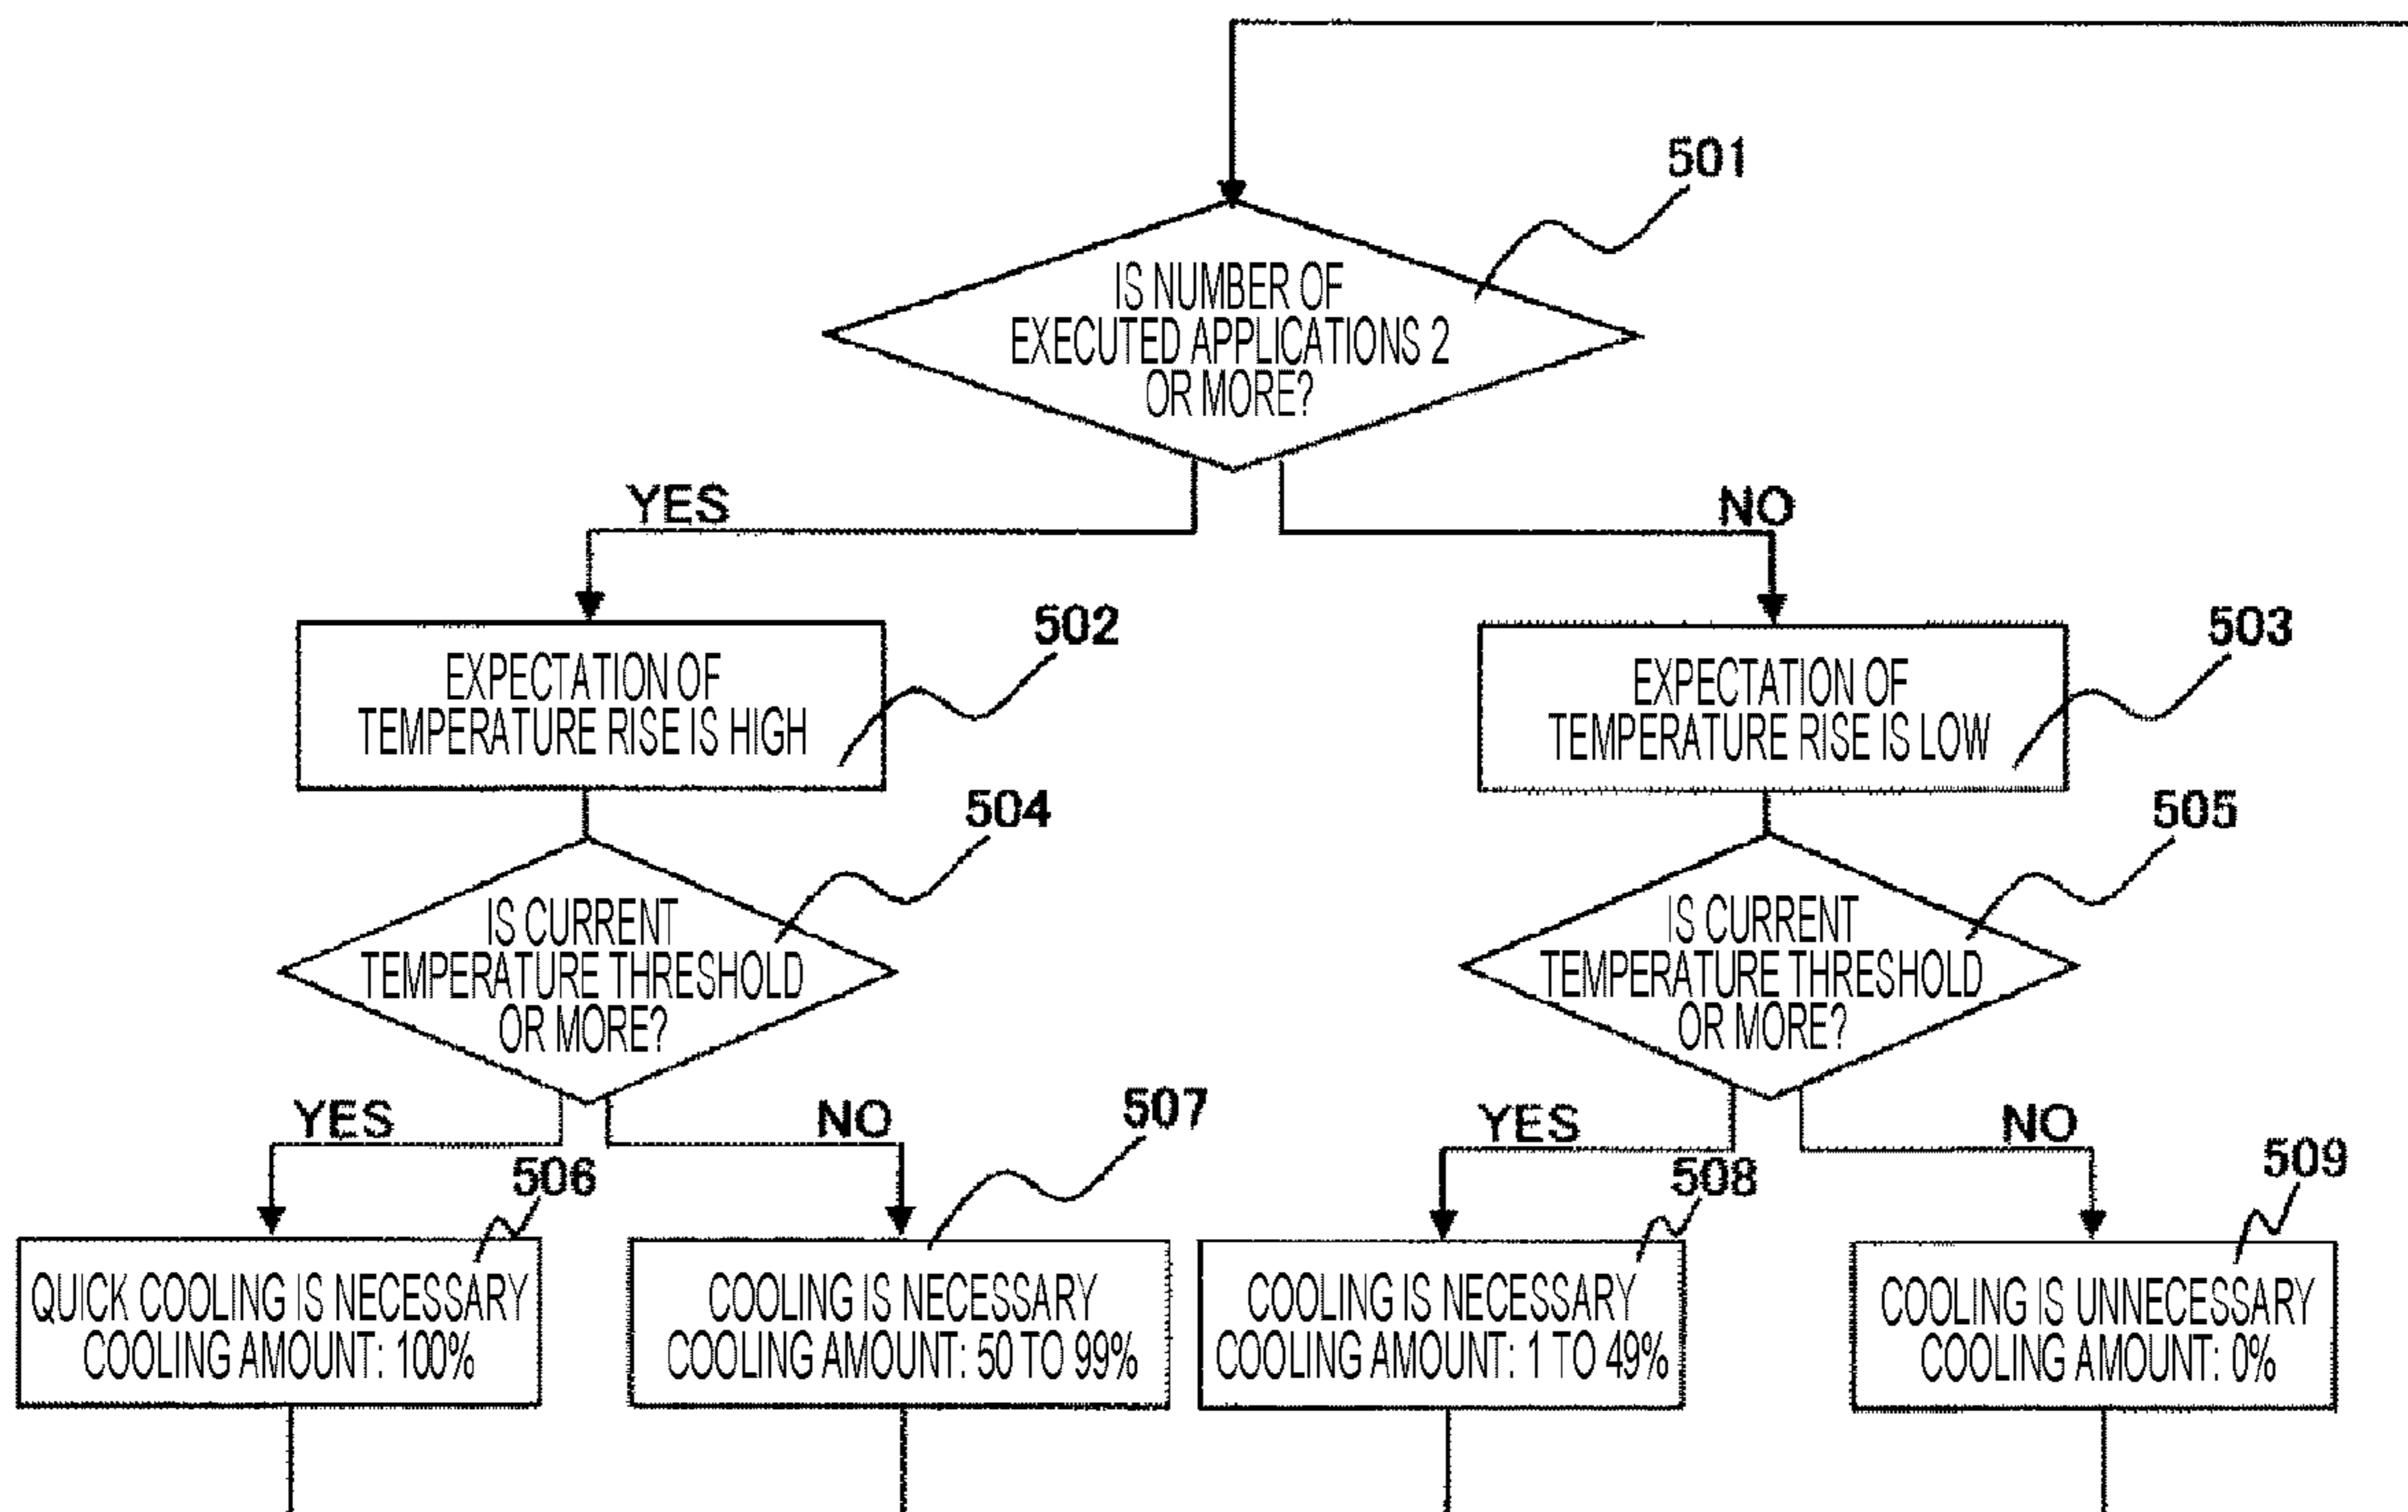 501
IS NUMBER OF
EXECUTED APPLICATIONS 2
OR MORE?
YES
NO
502
503
EXPECTATION OF
TEMPERATURE RISE IS HIGH
EXPECTATION OF
TEMPERATURE RISE IS LOW
504
505
IS CURRENT
TEMPERATURE THRESHOLD
OR MORE?
IS CURRENT
TEMPERATURE THRESHOLD
OR MORE?
YES
NO
507
YES
NO
506
508
509
QUICK COOLING IS NECESSARY
COOLING AMOUNT: 100%
COOLING IS NECESSARY
COOLING AMOUNT: 50 TO 99%
COOLING IS NECESSARY
COOLING AMOUNT: 1 TO 49%
COOLING IS UNNECESSARY
COOLING AMOUNT: 0%